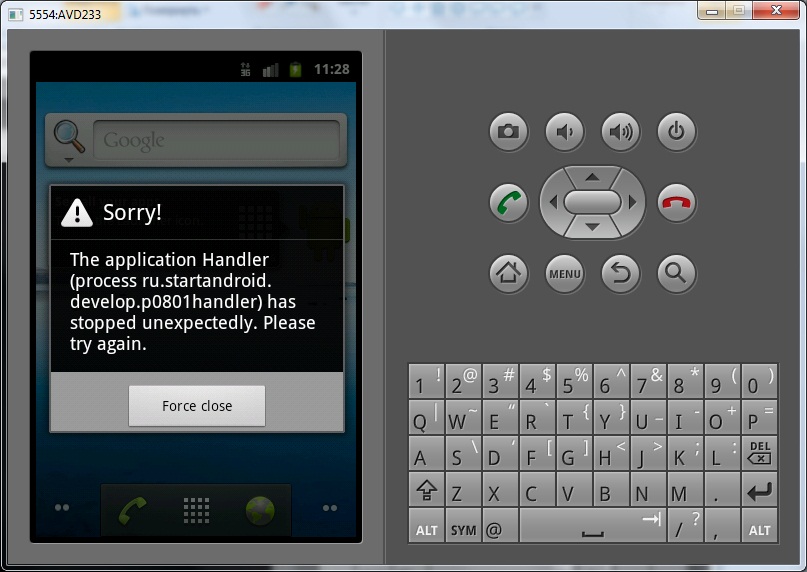 5554:AVD233
3G 11:28
Google
Sorry!
The application Handler
(process ru.startandroid.
develop.p0801handler) has
stopped unexpectedly. Please
try again.
Force close
MENU
1 ! 2 @ 3 # 4 $ 5 % 6 ^ 7 & 8 * 9 ( 0 )
Q | W ~ E “ R ` T { Y } U _ I - O + P =
A S \ D ‘ F [ G ] H < J > K ; L : DEL
Z X C V B N M .
ALT SYM @ / ? , ALT